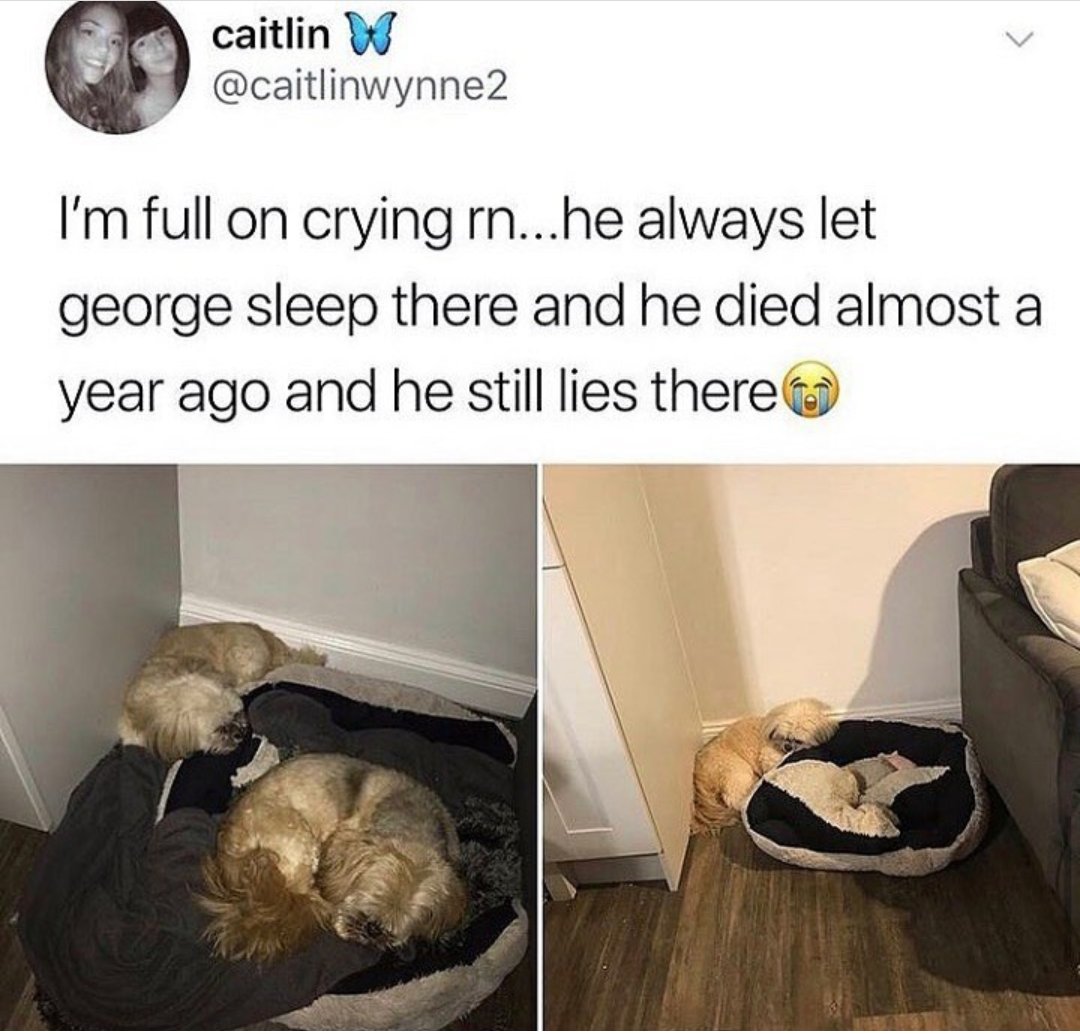 caitlin 🦋
@caitlinwynne2
I'm full on crying rn...he always let
george sleep there and he died almost a
year ago and he still lies there😭